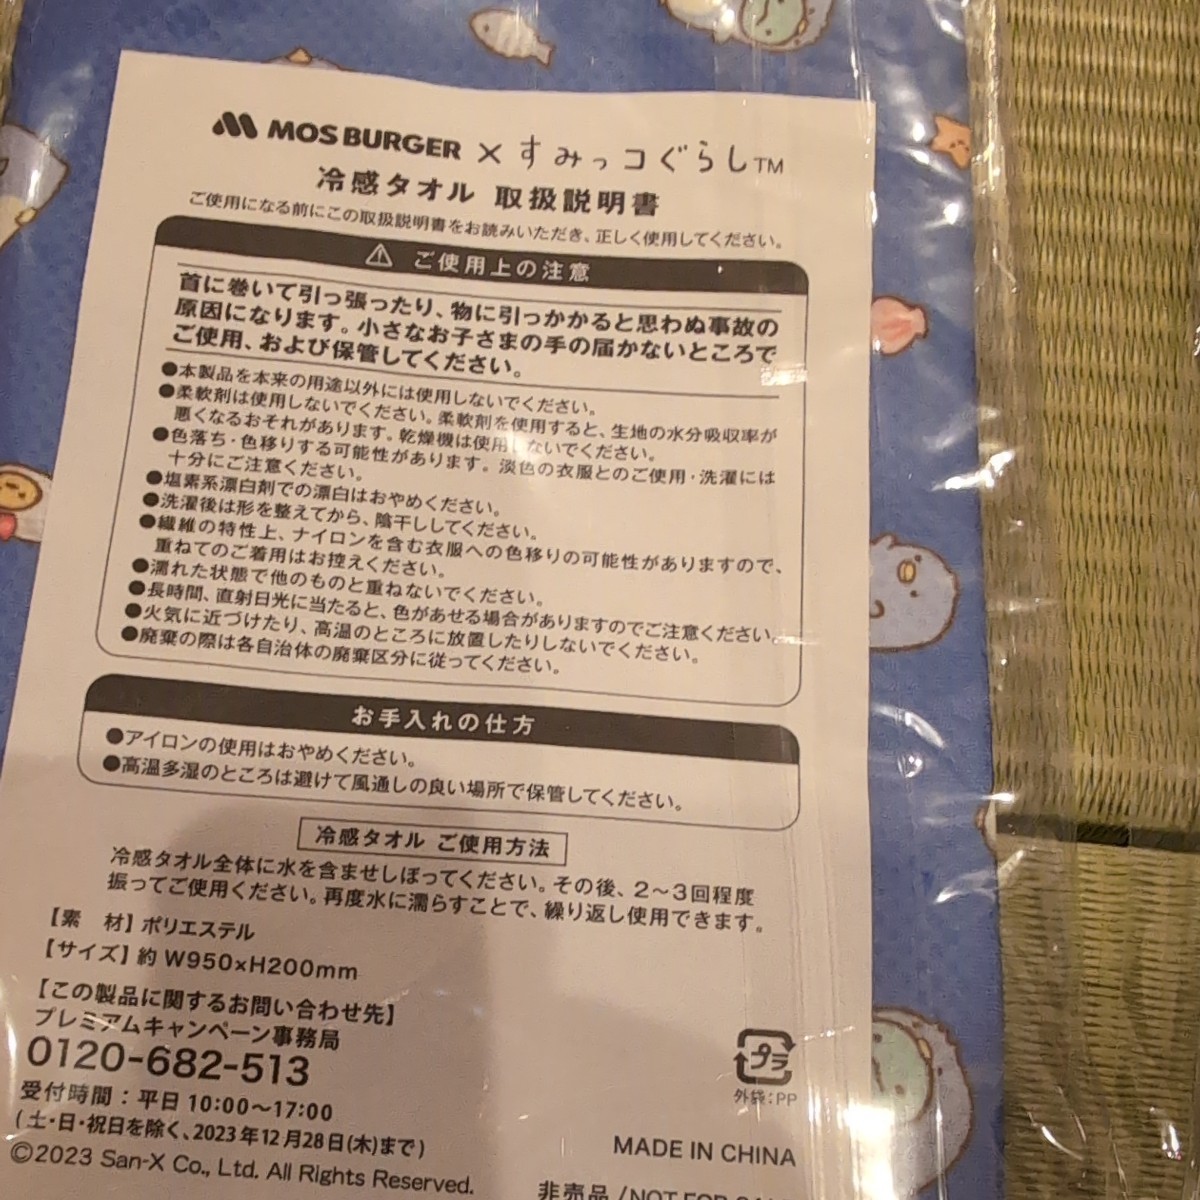 MOS BURGER × すみっコぐらし™
冷感タオル 取扱説明書
ご使用になる前にこの取扱説明書をお読みいただき、正しく使用してください。
⚠ ご使用上の注意
首に巻いて引っ張ったり、物に引っかかると思わぬ事故の
原因になります。小さなお子さまの手の届かないところで
ご使用、および保管してください。
●本製品を本来の用途以外には使用しないでください。
●柔軟剤は使用しないでください。柔軟剤を使用すると、生地の水分吸収率が
悪くなるおそれがあります。乾燥機は使用しないでください。
●色落ち・色移りする可能性があります。淡色の衣服とのご使用・洗濯には
十分にご注意ください。
●塩素系漂白剤での漂白はおやめください。
●洗濯後は形を整えてから、陰干ししてください。
●繊維の特性上、ナイロンを含む衣服への色移りの可能性がありますので、
重ねてのご着用はお控えください。
●濡れた状態で他のものと重ねないでください。
●長時間、直射日光に当たると、色があせる場合がありますのでご注意ください。
●火気に近づけたり、高温のところに放置したりしないでください。
●廃棄の際は各自治体の廃棄区分に従ってください。
お手入れの仕方
●アイロンの使用はおやめください。
●高温多湿のところは避けて風通しの良い場所で保管してください。
冷感タオル ご使用方法
冷感タオル全体に水を含ませしぼってください。その後、2～3回程度
振ってご使用ください。再度水に濡らすことで、繰り返し使用できます。
【素　材】ポリエステル
【サイズ】約 W950×H200mm
【この製品に関するお問い合わせ先】
プレミアムキャンペーン事務局
0120-682-513
受付時間：平日 10:00～17:00
(土・日・祝日を除く、2023年12月28日(木)まで)
©2023 San-X Co., Ltd. All Rights Reserved.
プラ
外袋：PP
MADE IN CHINA
非売品 /NOT FOR